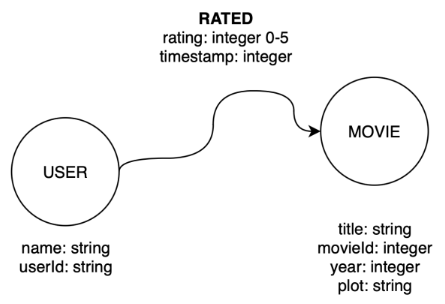 RATED
rating: integer 0-5
timestamp: integer
USER
MOVIE
name: string
userId: string
title: string
movieId: integer
year: integer
plot: string